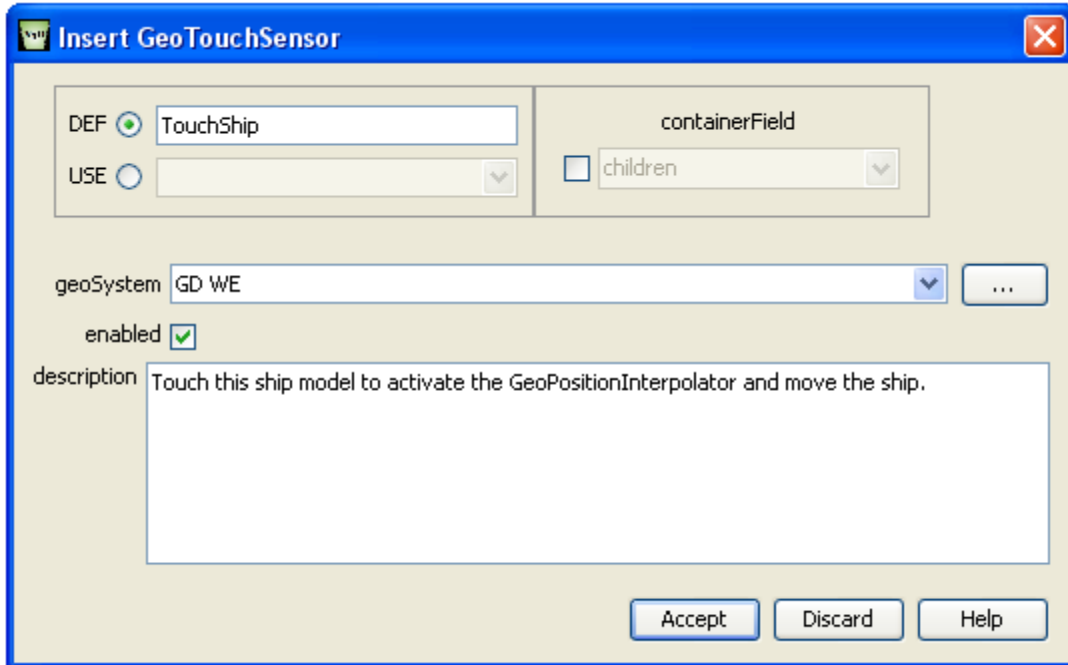 Insert GeoTouchSensor
DEF TouchShip
containerField
USE
children
geoSystem GD WE ...
enabled
description Touch this ship model to activate the GeoPositionInterpolator and move the ship.
Accept Discard Help